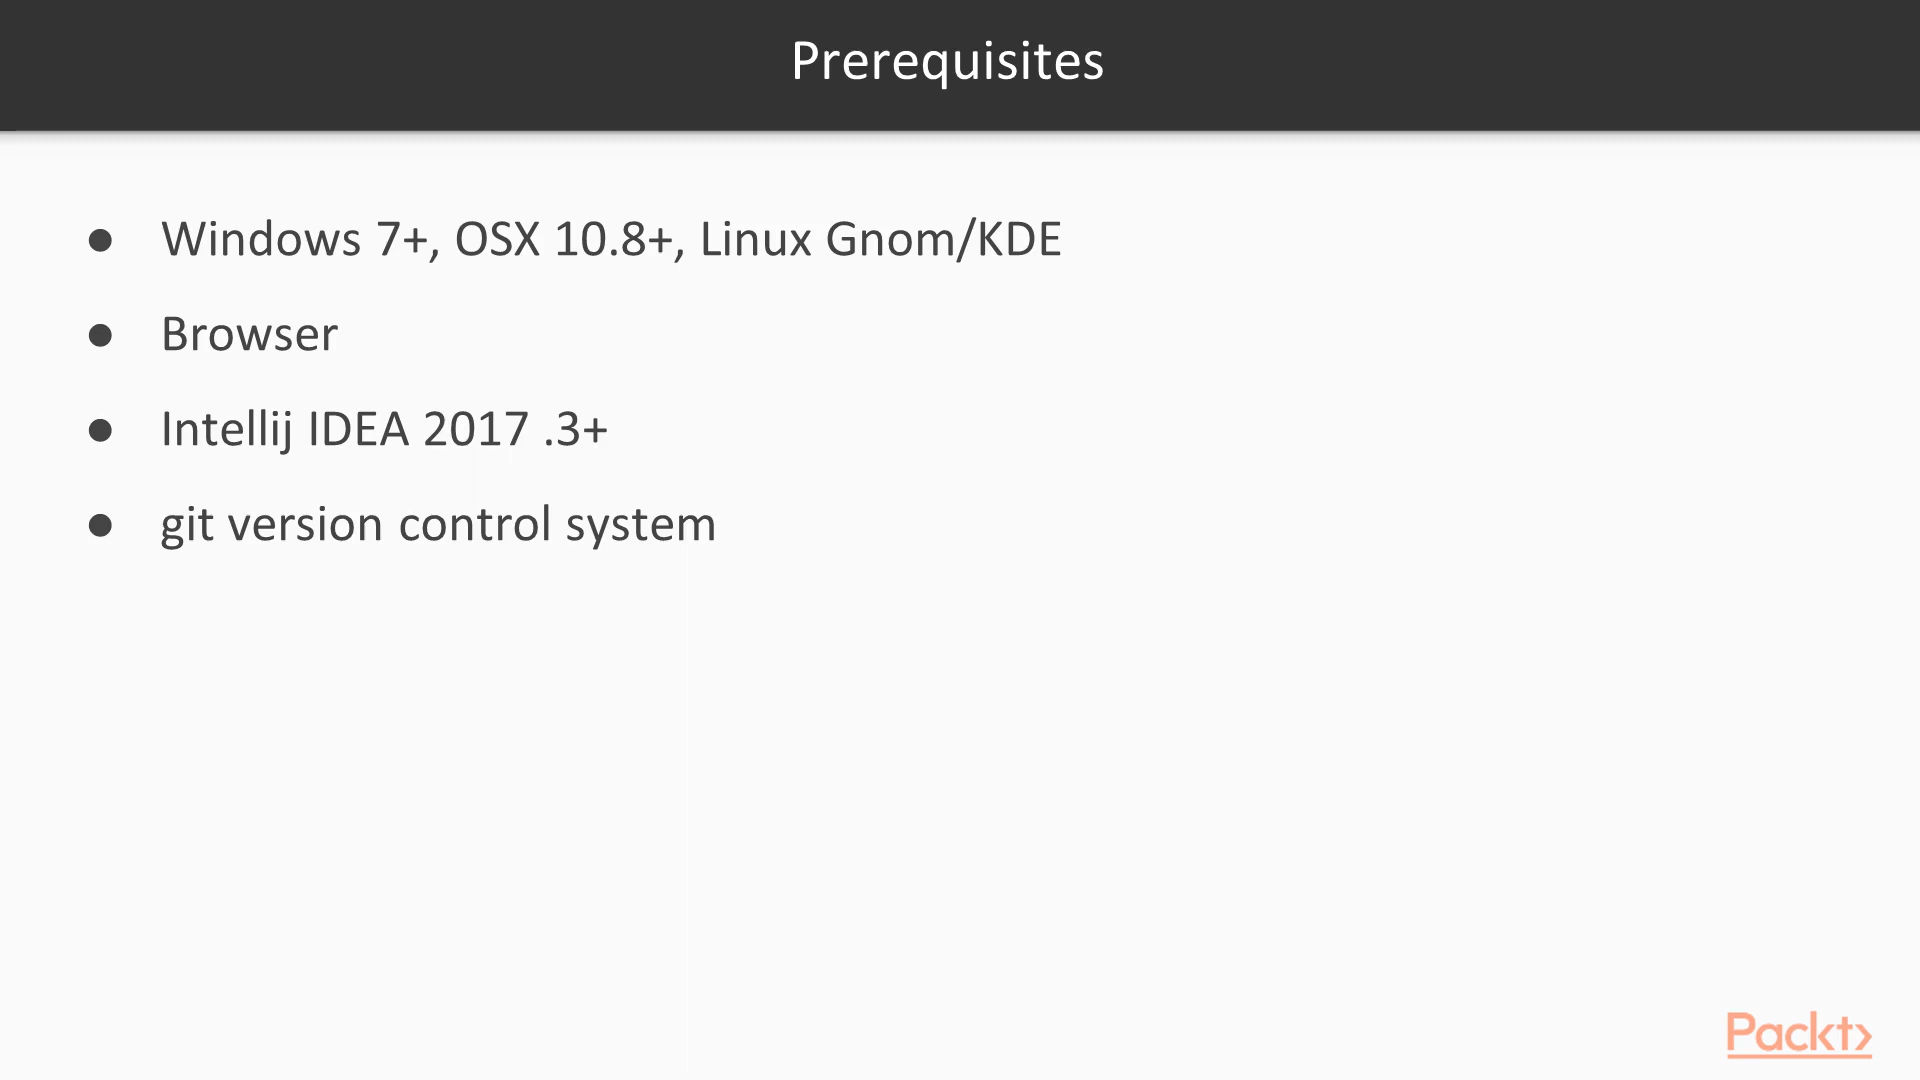 Prerequisites
● Windows 7+, OSX 10.8+, Linux Gnom/KDE
● Browser
● Intellij IDEA 2017 .3+
● git version control system
Packt>